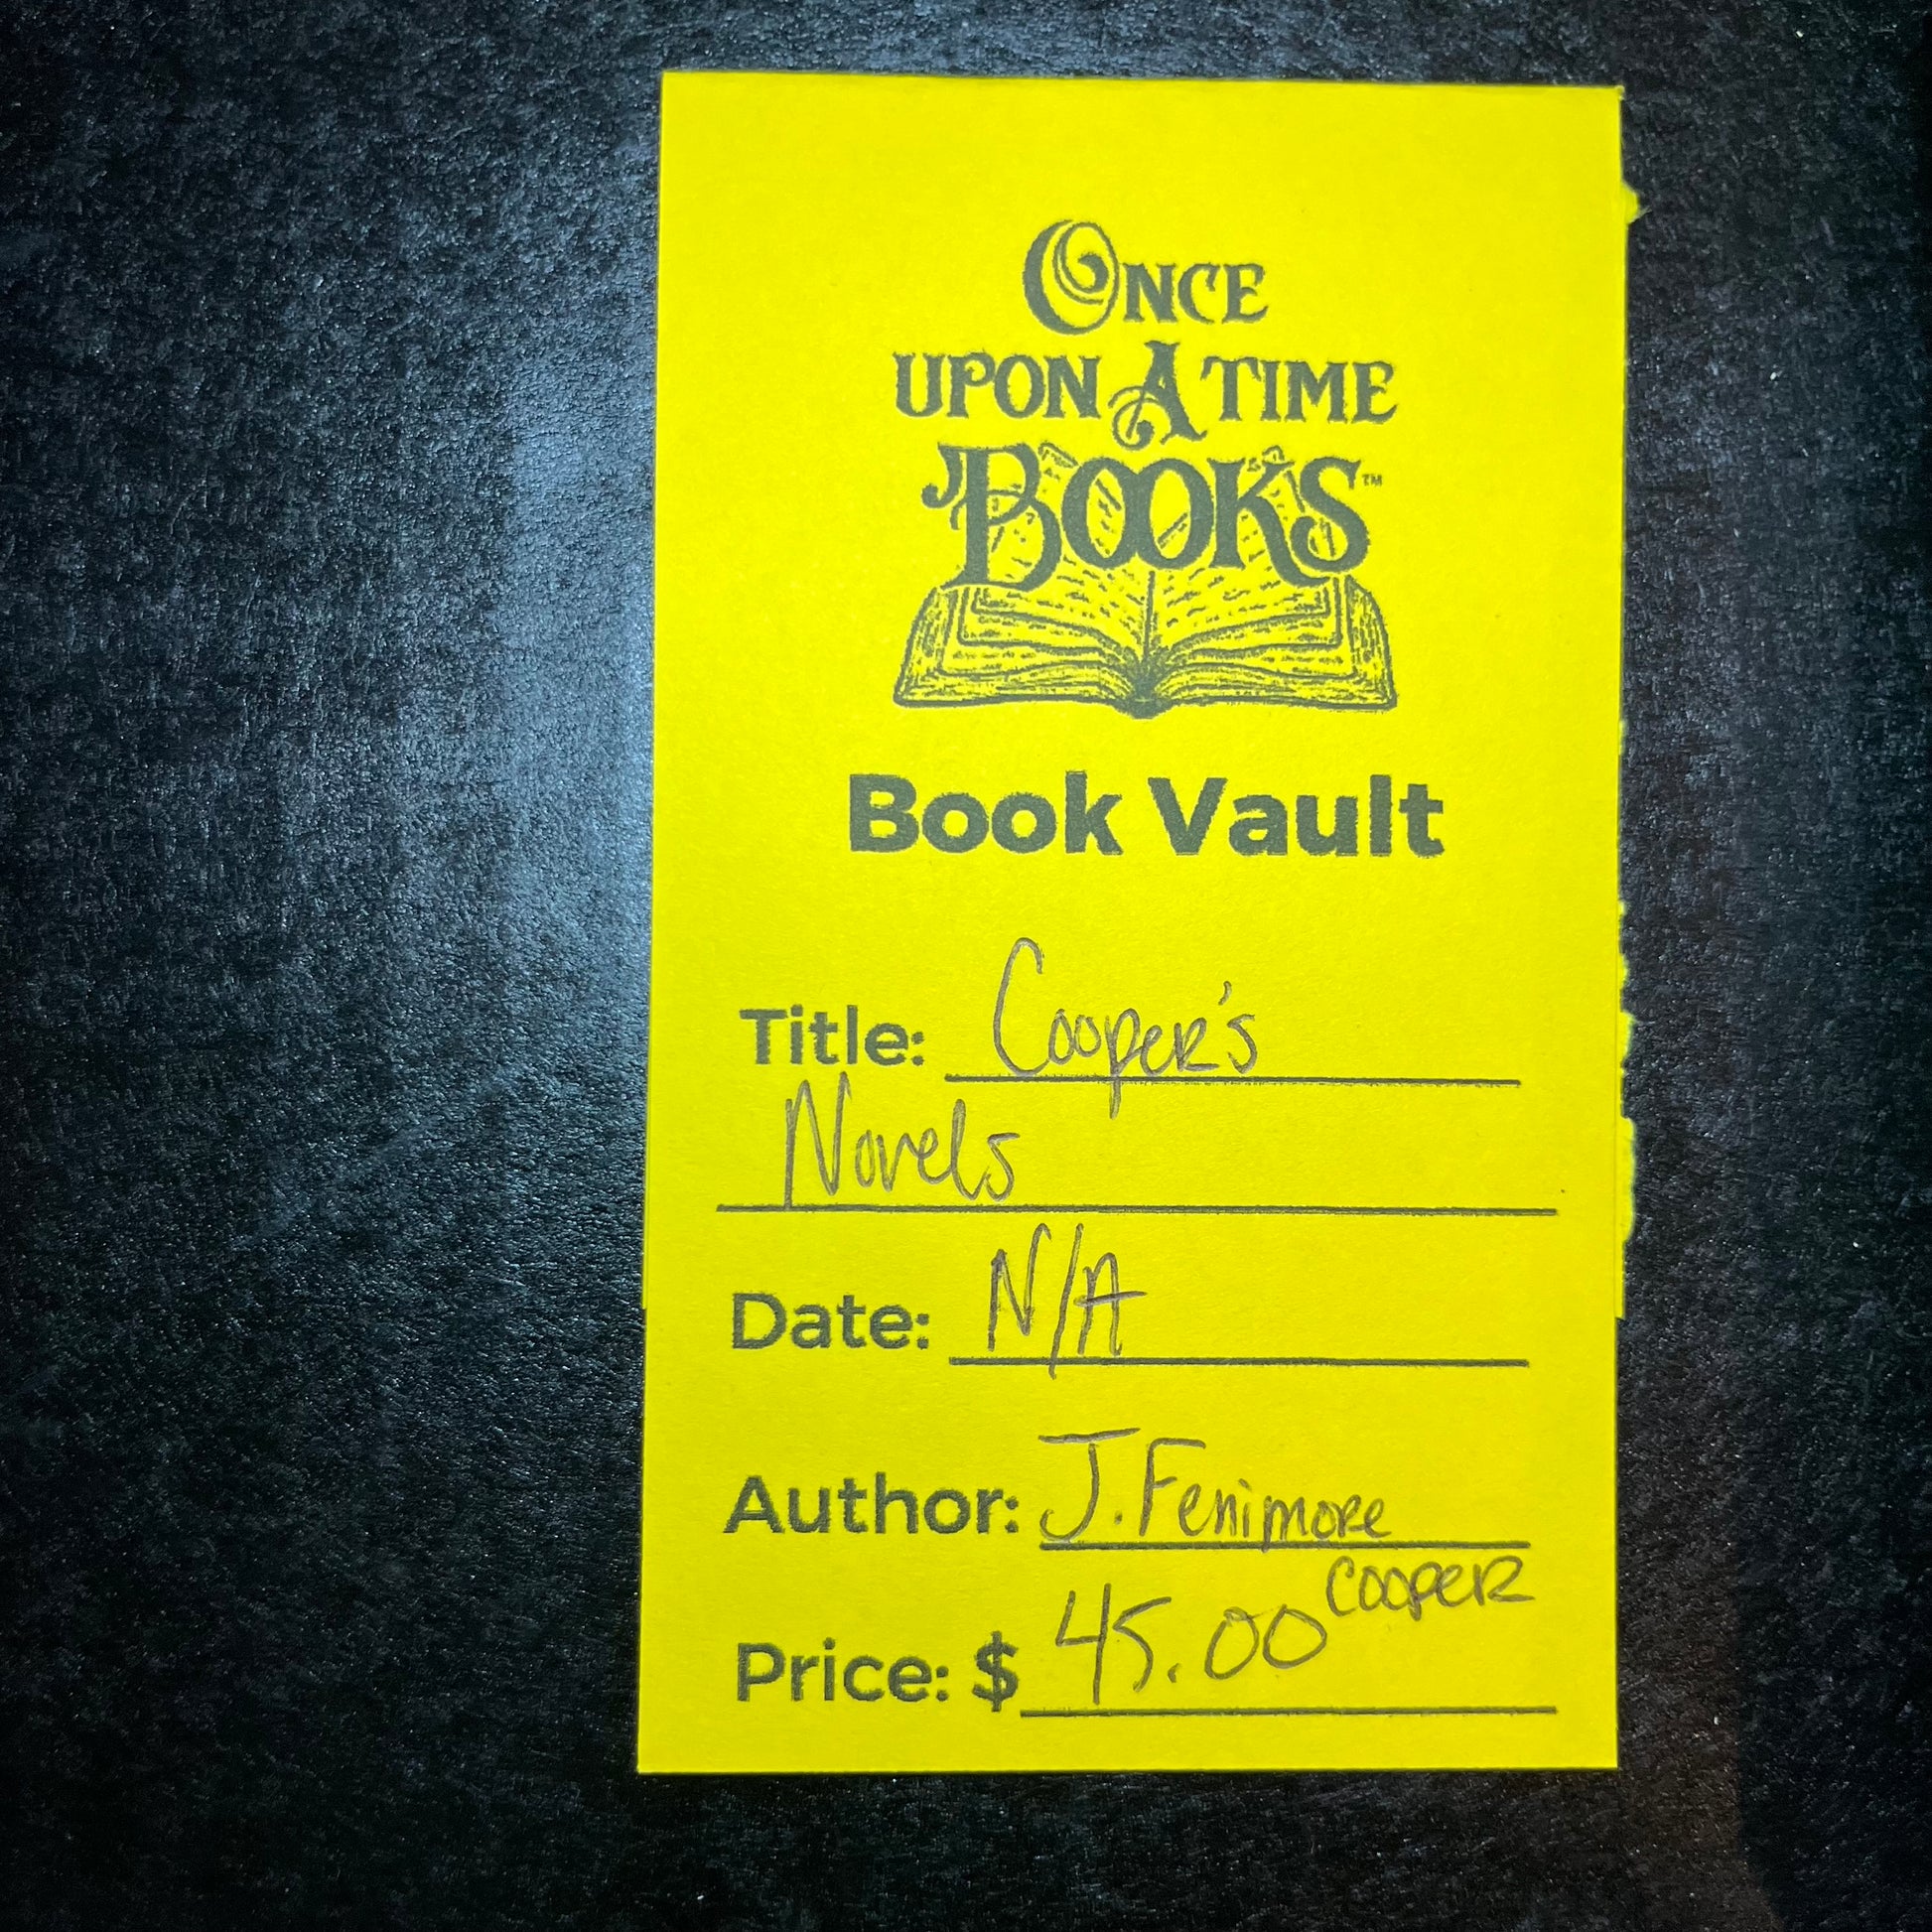 ONCE
UPON A TIME
BOOKS™
Book Vault
Title: Cooper's
Novels
Date: N/A
Author: J. Fenimore
Cooper
Price: $ 45.00